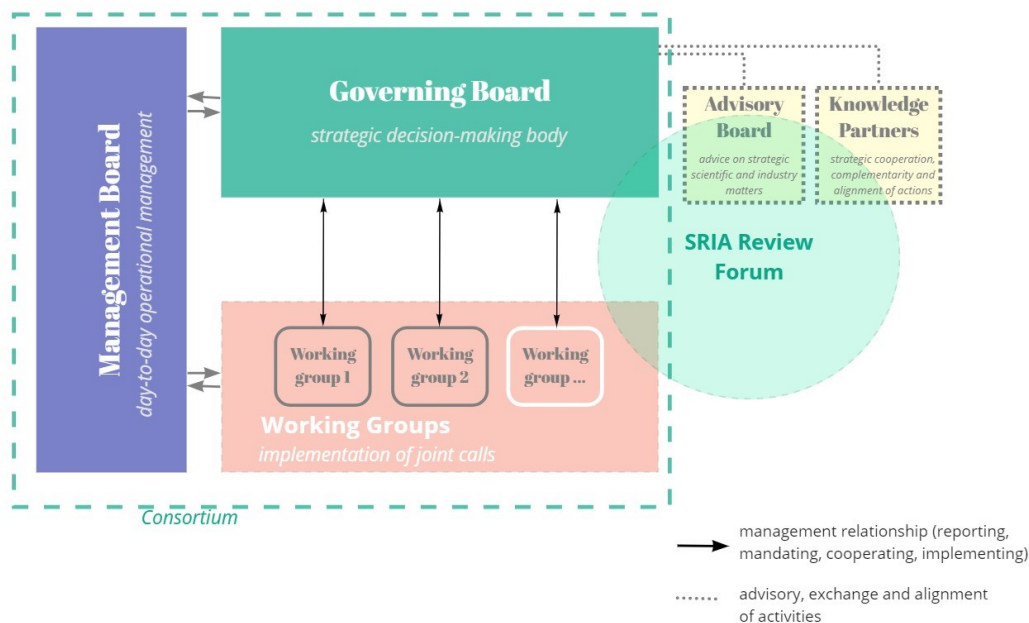 Management Board
day-to-day operational management
Governing Board
strategic decision-making body
Advisory
Board
advice on strategic
scientific and industry
matters
Knowledge
Partners
strategic cooperation,
complementarity and
alignment of actions
SRIA Review
Forum
Working
group 1
Working
group 2
Working
group ...
Working Groups
implementation of joint calls
Consortium
management relationship (reporting,
mandating, cooperating, implementing)
advisory, exchange and alignment
of activities